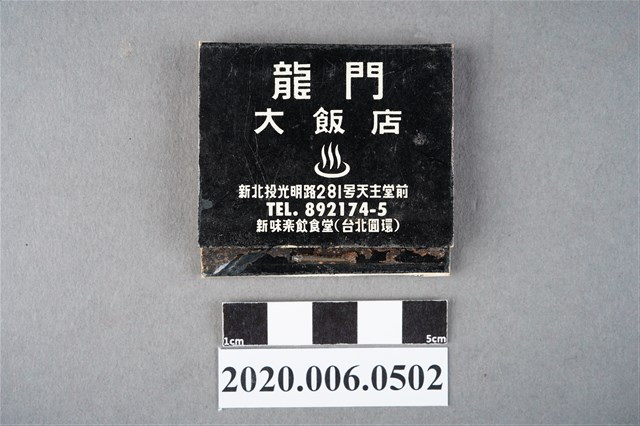 龍門
大飯店
新北投光明路281号天主堂前
TEL. 892174-5
新味楽飲食堂(台北圓環)
1cm
5cm
2020.006.0502